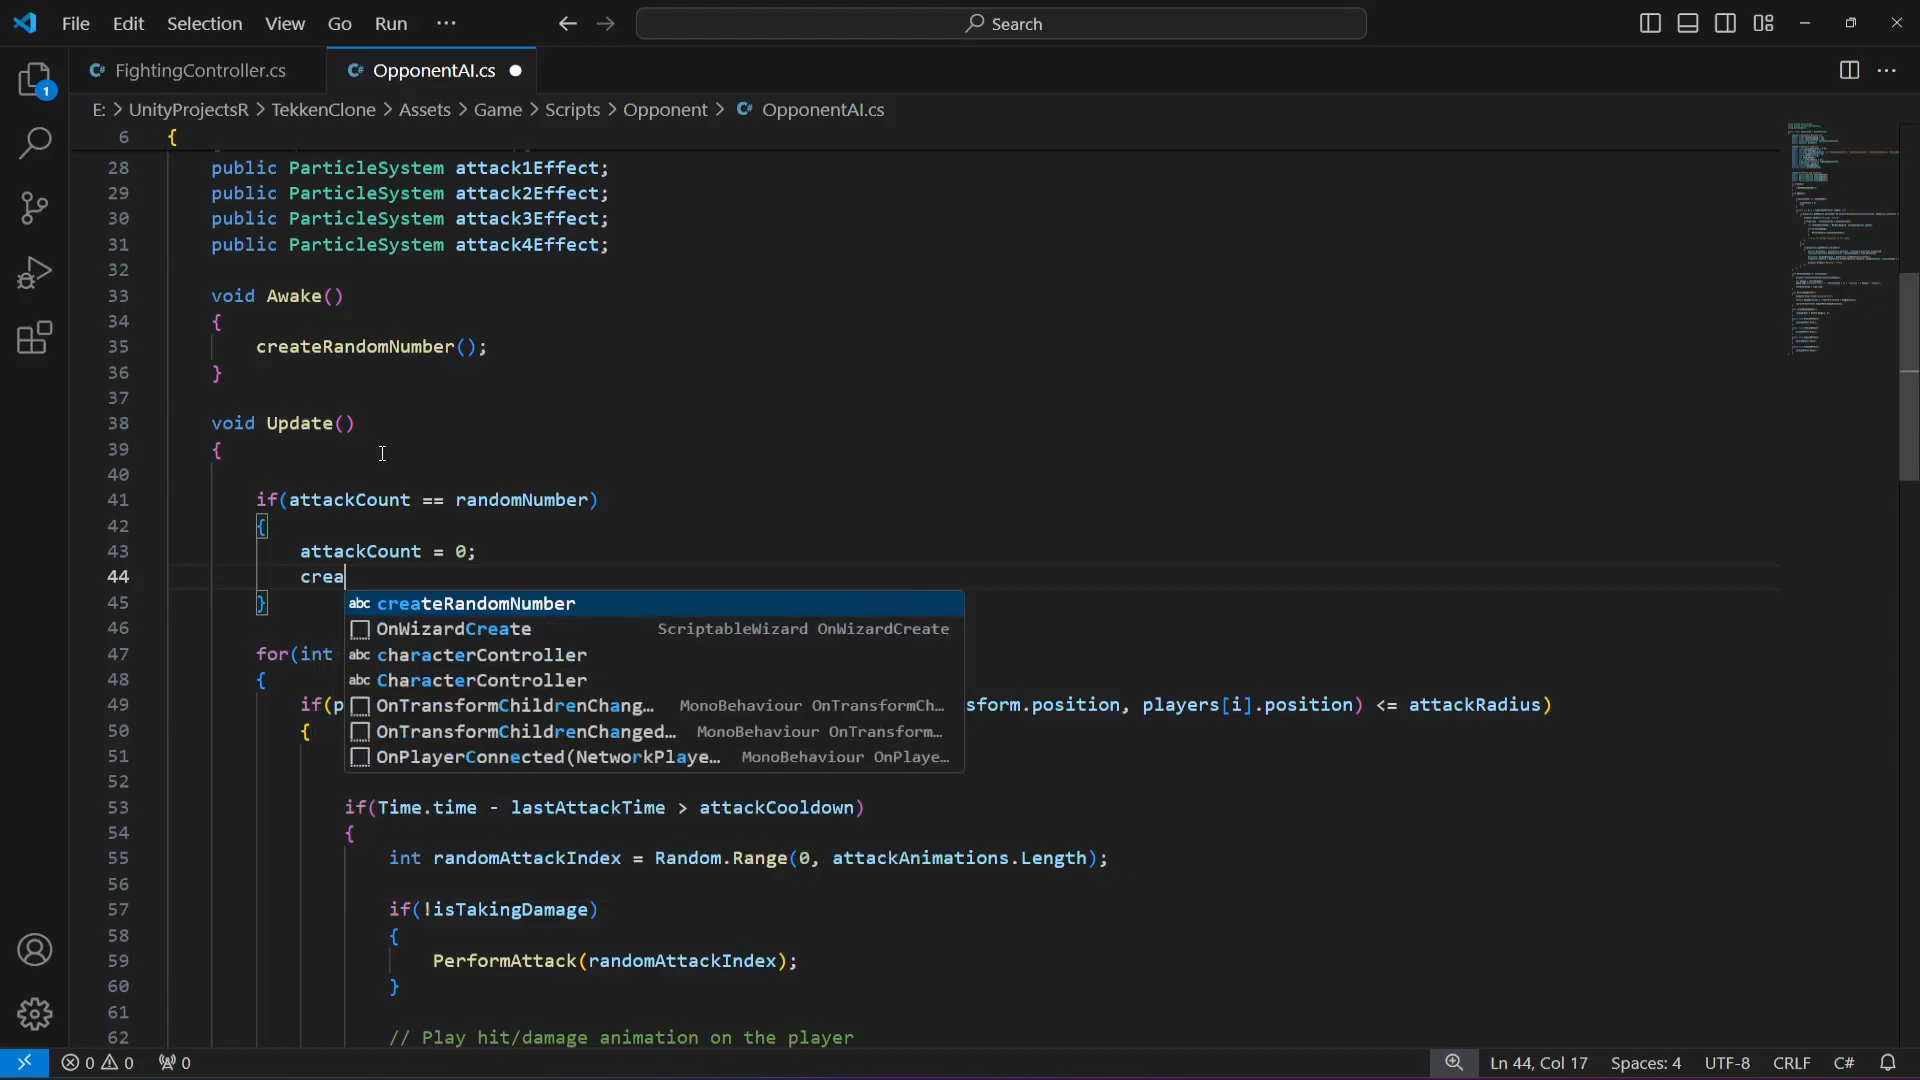 File Edit Selection View Go Run ··· Search
FightingController.cs OpponentAI.cs
1
E: > UnityProjectsR > TekkenClone > Assets > Game > Scripts > Opponent > OpponentAI.cs
6 {
28 public ParticleSystem attack1Effect;
29 public ParticleSystem attack2Effect;
30 public ParticleSystem attack3Effect;
31 public ParticleSystem attack4Effect;
32
33 void Awake()
34 {
35 createRandomNumber();
36 }
37
38 void Update()
39 {
40
41 if(attackCount == randomNumber)
42 {
43 attackCount = 0;
44 crea
45 }
abc createRandomNumber
46 OnWizardCreate ScriptableWizard OnWizardCreate
47 for(int abc characterController
48 { abc CharacterController
49 if(p OnTransformChildrenChang… MonoBehaviour OnTransformCh… sform.position, players[i].position) <= attackRadius)
50 { OnTransformChildrenChanged… MonoBehaviour OnTransform…
51 OnPlayerConnected(NetworkPlaye… MonoBehaviour OnPlaye…
52
53 if(Time.time - lastAttackTime > attackCooldown)
54 {
55 int randomAttackIndex = Random.Range(0, attackAnimations.Length);
56
57 if(!isTakingDamage)
58 {
59 PerformAttack(randomAttackIndex);
60 }
61
62 // Play hit/damage animation on the player
0 0 0 Ln 44, Col 17 Spaces: 4 UTF-8 CRLF C#